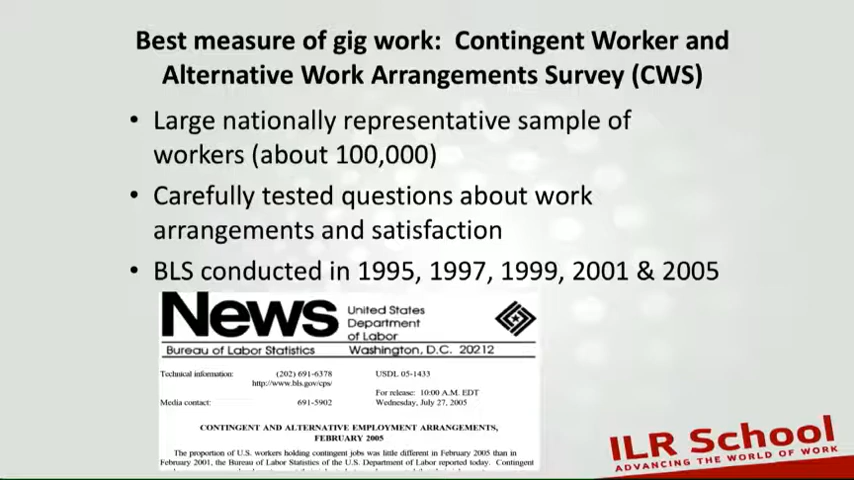 Best measure of gig work: Contingent Worker and
Alternative Work Arrangements Survey (CWS)
• Large nationally representative sample of
workers (about 100,000)
• Carefully tested questions about work
arrangements and satisfaction
• BLS conducted in 1995, 1997, 1999, 2001 & 2005
News
United States
Department
of Labor
Bureau of Labor Statistics Washington, D.C. 20212
Technical information: (202) 691-6378 USDL 05-1433
http://www.bls.gov/cps/
For release: 10:00 A.M. EDT
Media contact: 691-5902 Wednesday, July 27, 2005
CONTINGENT AND ALTERNATIVE EMPLOYMENT ARRANGEMENTS,
FEBRUARY 2005
The proportion of U.S. workers holding contingent jobs was little different in February 2005 than in
February 2001, the Bureau of Labor Statistics of the U.S. Department of Labor reported today. Contingent
ILR School
ADVANCING THE WORLD OF WORK